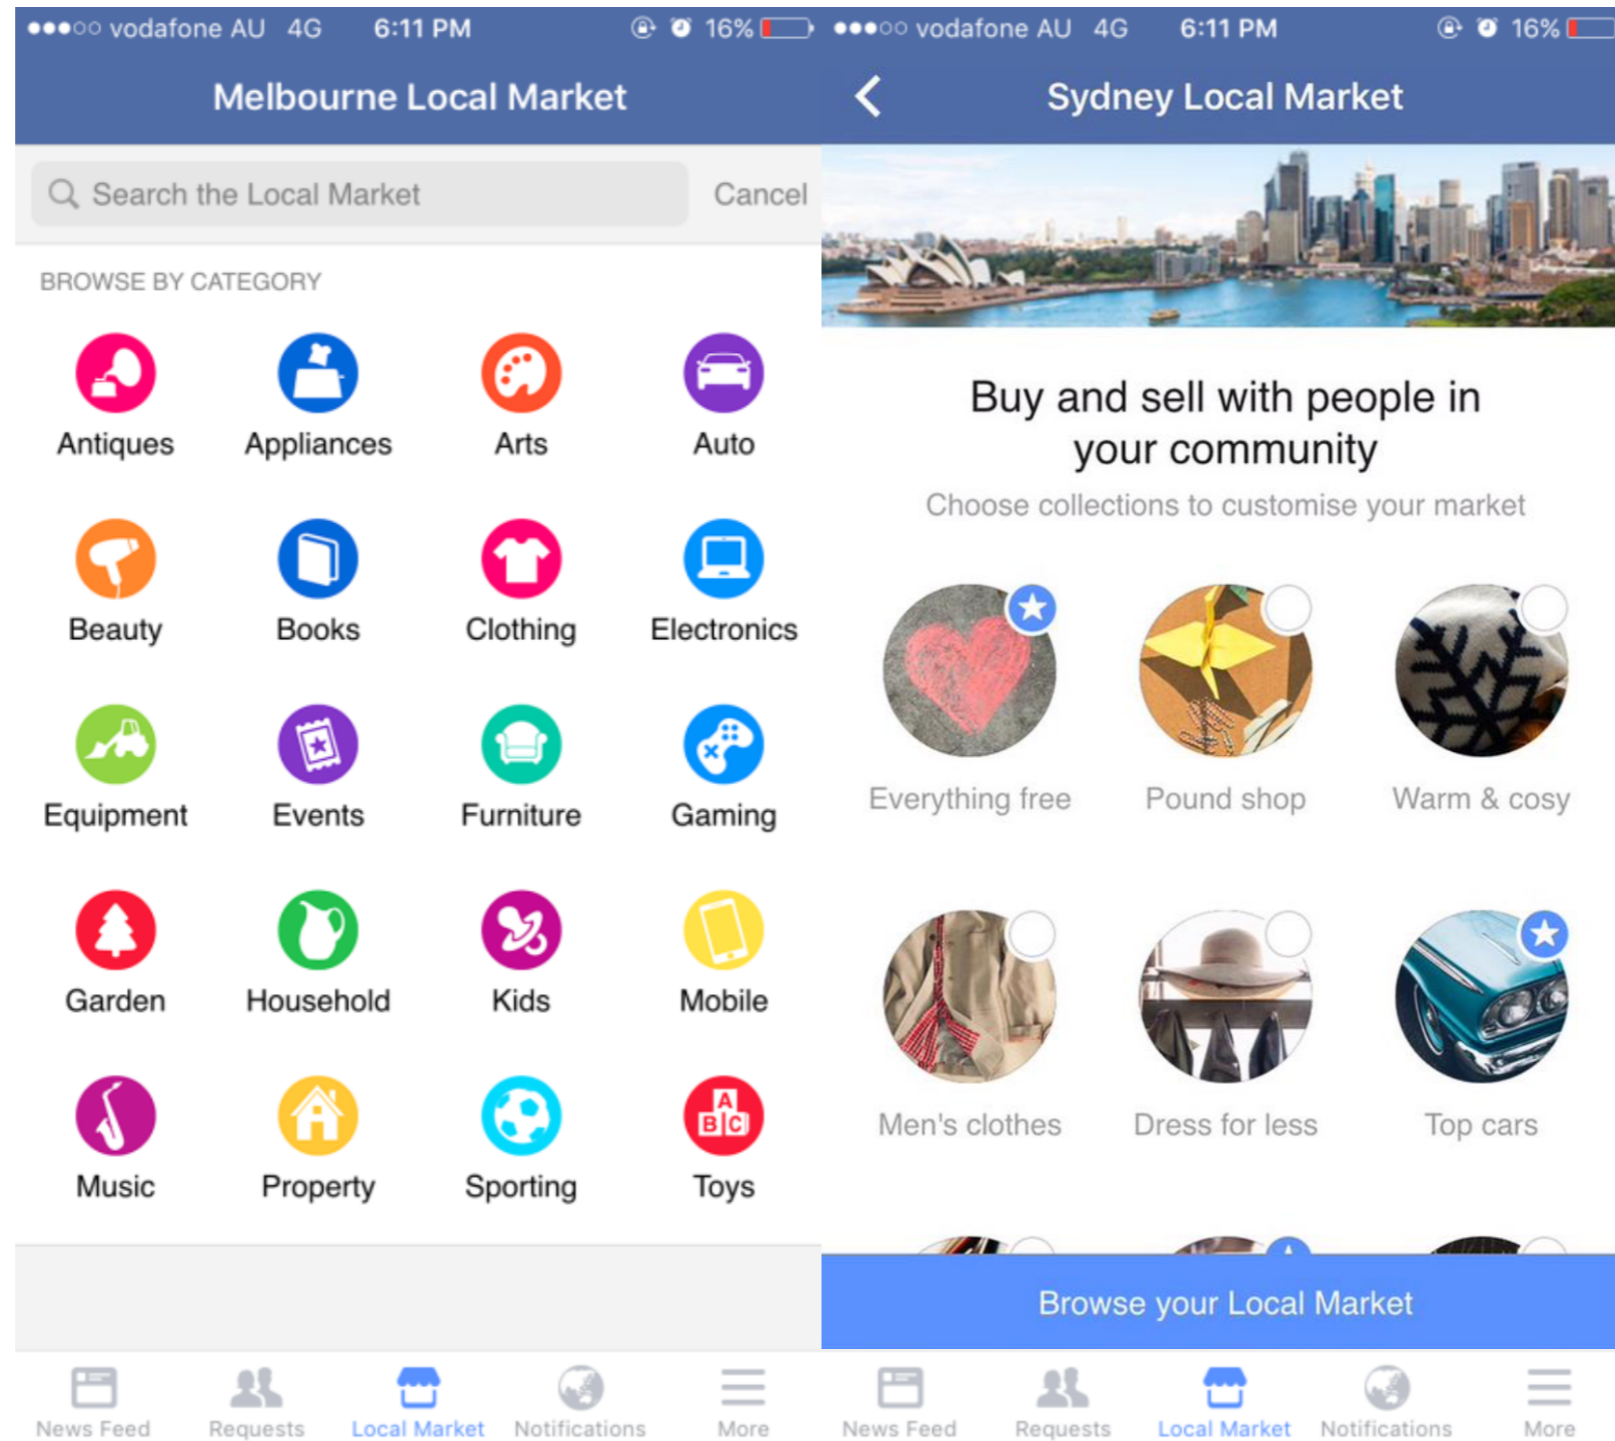 vodafone AU 4G 6:11 PM 16%
Melbourne Local Market
Search the Local Market Cancel
BROWSE BY CATEGORY
Antiques Appliances Arts Auto
Beauty Books Clothing Electronics
Equipment Events Furniture Gaming
Garden Household Kids Mobile
A
B C
Music Property Sporting Toys
News Feed Requests Local Market Notifications More
vodafone AU 4G 6:11 PM 16%
Sydney Local Market
Buy and sell with people in
your community
Choose collections to customise your market
Everything free Pound shop Warm & cosy
Men's clothes Dress for less Top cars
Browse your Local Market
News Feed Requests Local Market Notifications More